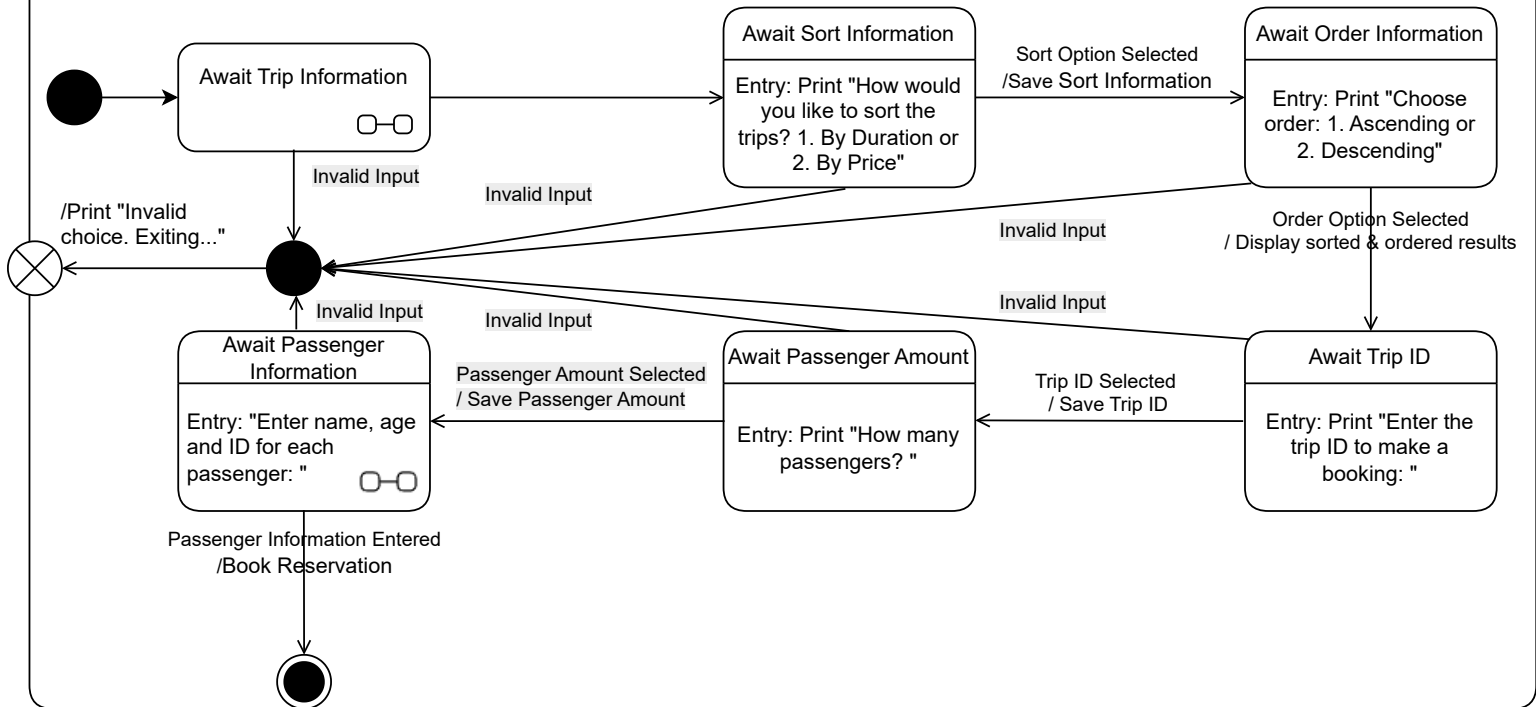 Await Trip Information
Await Sort Information
Entry: Print "How would
you like to sort the
trips? 1. By Duration or
2. By Price"
Sort Option Selected
/Save Sort Information
Await Order Information
Entry: Print "Choose
order: 1. Ascending or
2. Descending"
Invalid Input
Invalid Input
Invalid Input
Order Option Selected
/ Display sorted & ordered results
/Print "Invalid
choice. Exiting..."
Invalid Input
Invalid Input
Invalid Input
Await Passenger
Information
Entry: "Enter name, age
and ID for each
passenger: "
Passenger Amount Selected
/ Save Passenger Amount
Await Passenger Amount
Entry: Print "How many
passengers? "
Trip ID Selected
/ Save Trip ID
Await Trip ID
Entry: Print "Enter the
trip ID to make a
booking: "
Passenger Information Entered
/Book Reservation